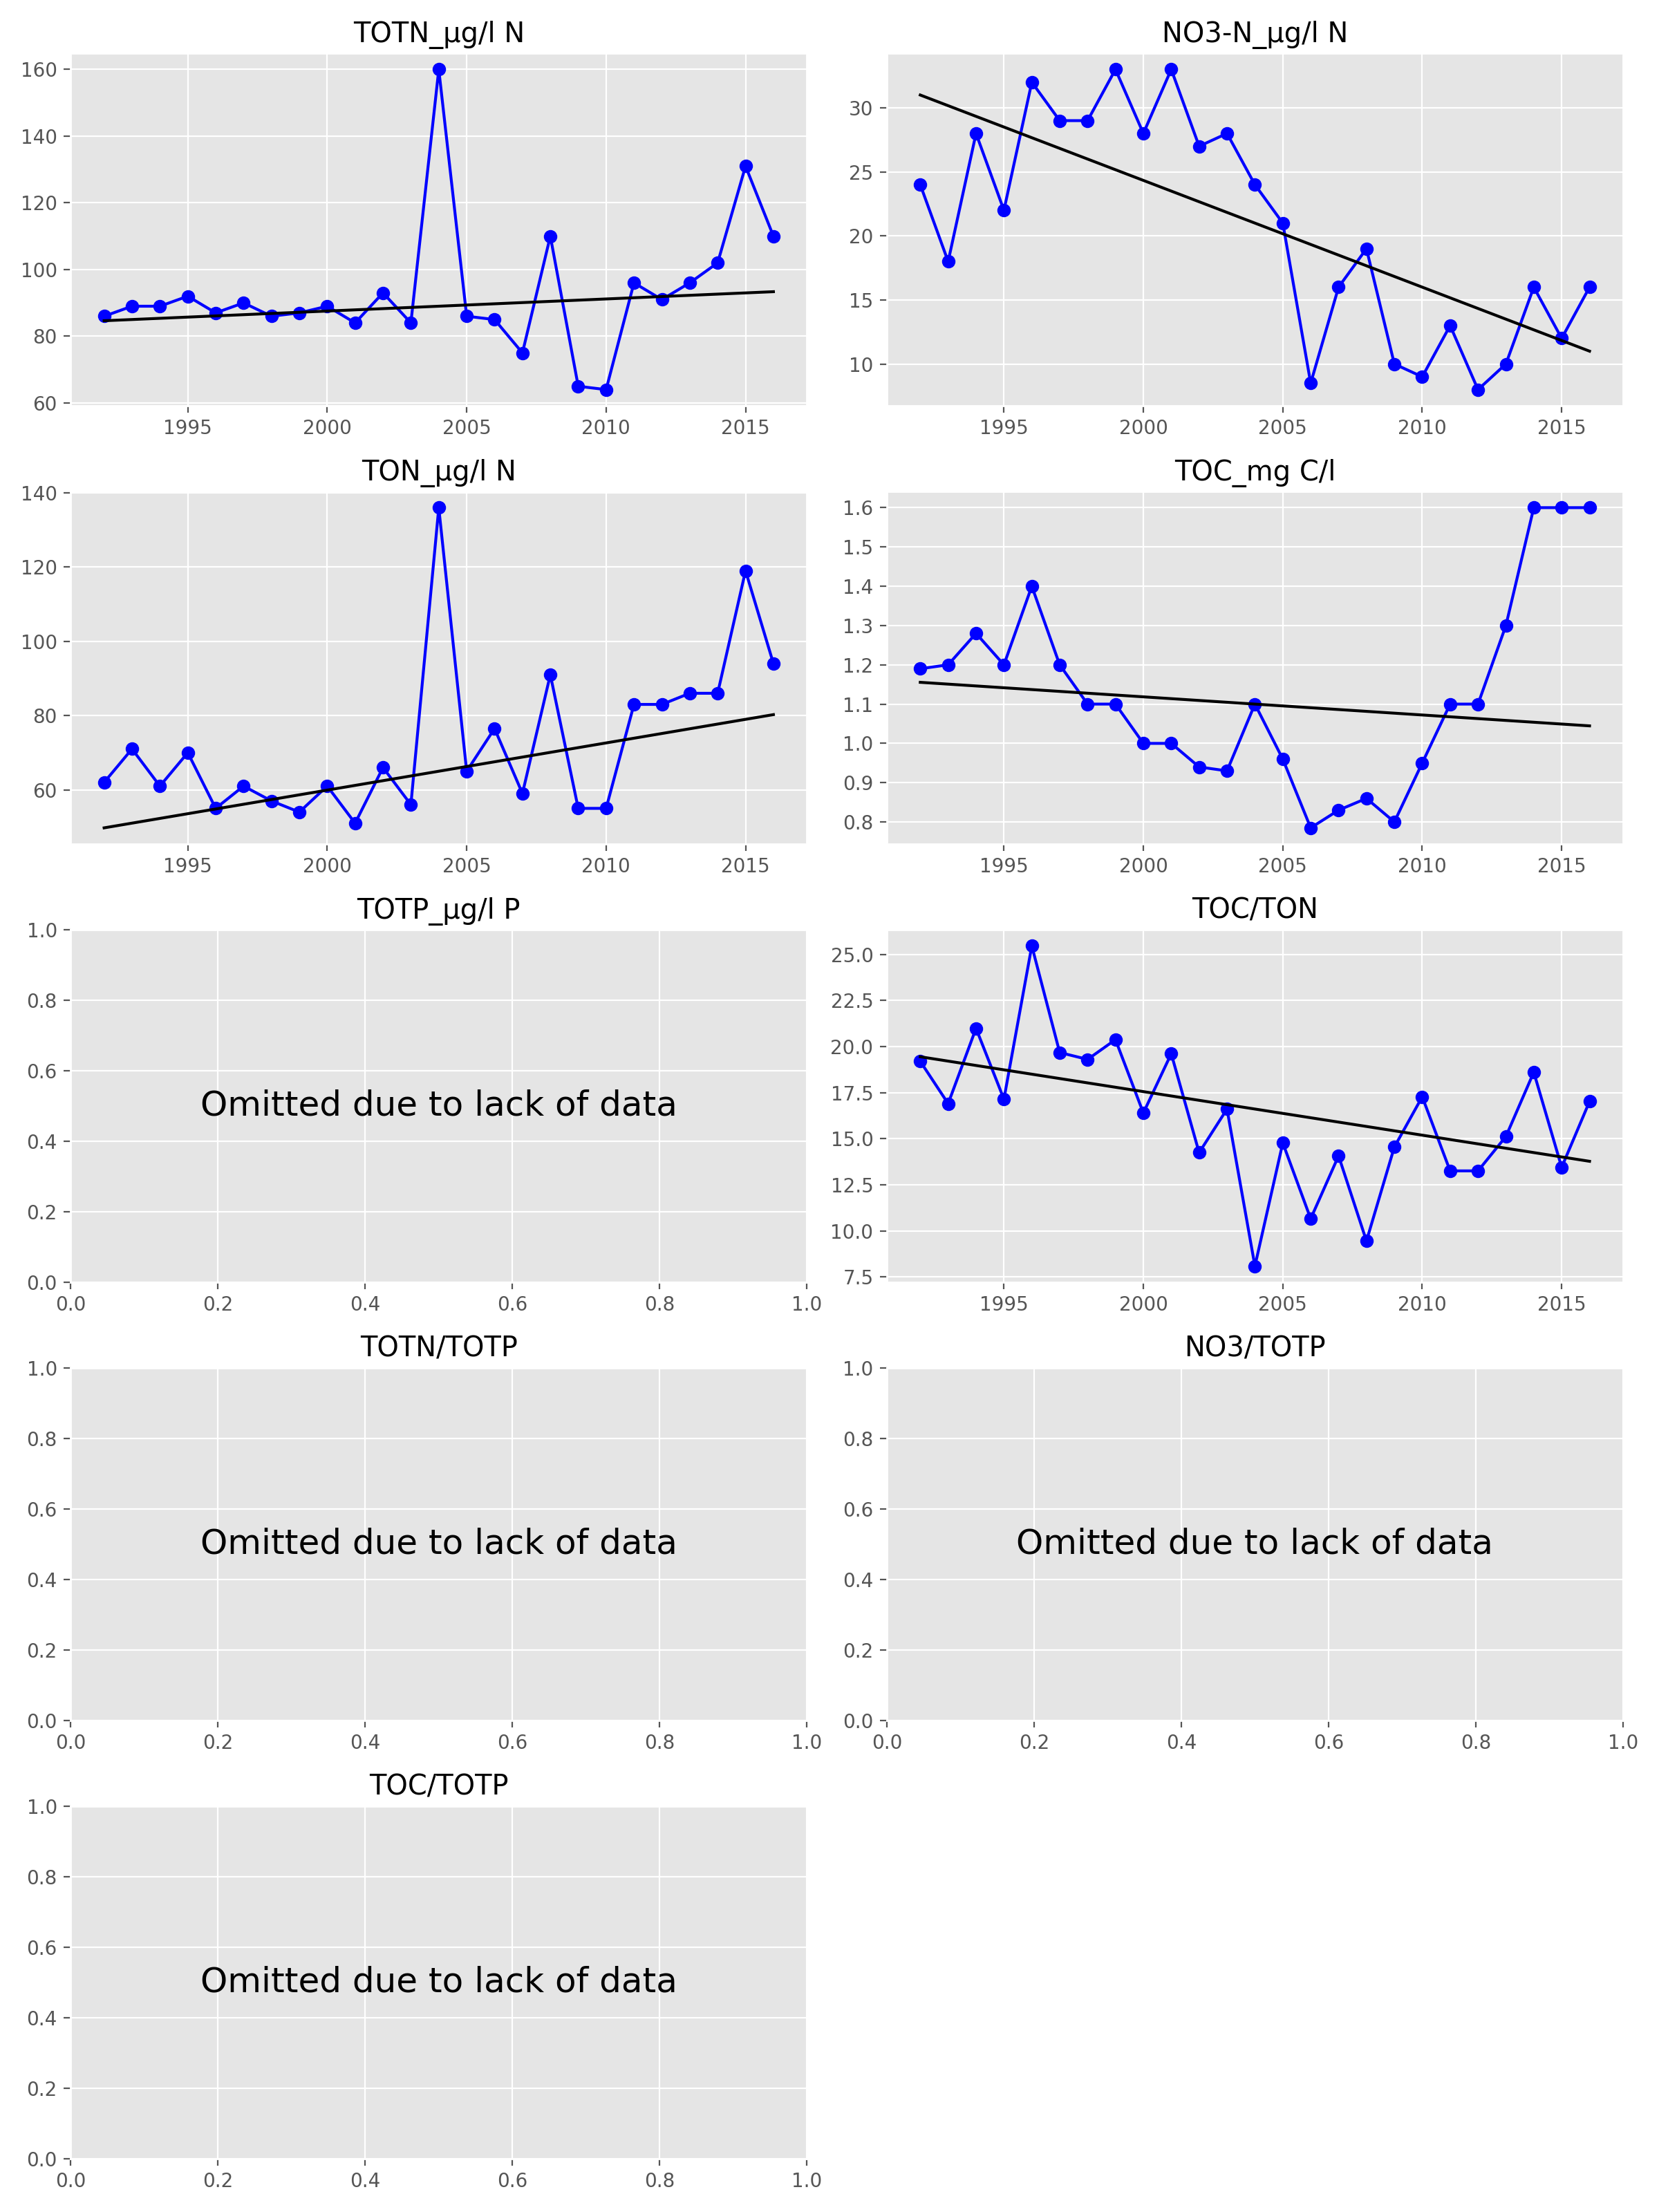 TOTN_µg/l N
160
140
120
100
80
60
1995 2000 2005 2010 2015
NO3-N_µg/l N
30
25
20
15
10
1995 2000 2005 2010 2015
TON_µg/l N
140
120
100
80
60
1995 2000 2005 2010 2015
TOC_mg C/l
1.6
1.5
1.4
1.3
1.2
1.1
1.0
0.9
0.8
1995 2000 2005 2010 2015
TOTP_µg/l P
1.0
0.8
0.6
Omitted due to lack of data
0.4
0.2
0.0
0.0 0.2 0.4 0.6 0.8 1.0
TOC/TON
25.0
22.5
20.0
17.5
15.0
12.5
10.0
7.5
1995 2000 2005 2010 2015
TOTN/TOTP
1.0
0.8
0.6
Omitted due to lack of data
0.4
0.2
0.0
0.0 0.2 0.4 0.6 0.8 1.0
NO3/TOTP
1.0
0.8
0.6
Omitted due to lack of data
0.4
0.2
0.0
0.0 0.2 0.4 0.6 0.8 1.0
TOC/TOTP
1.0
0.8
0.6
Omitted due to lack of data
0.4
0.2
0.0
0.0 0.2 0.4 0.6 0.8 1.0